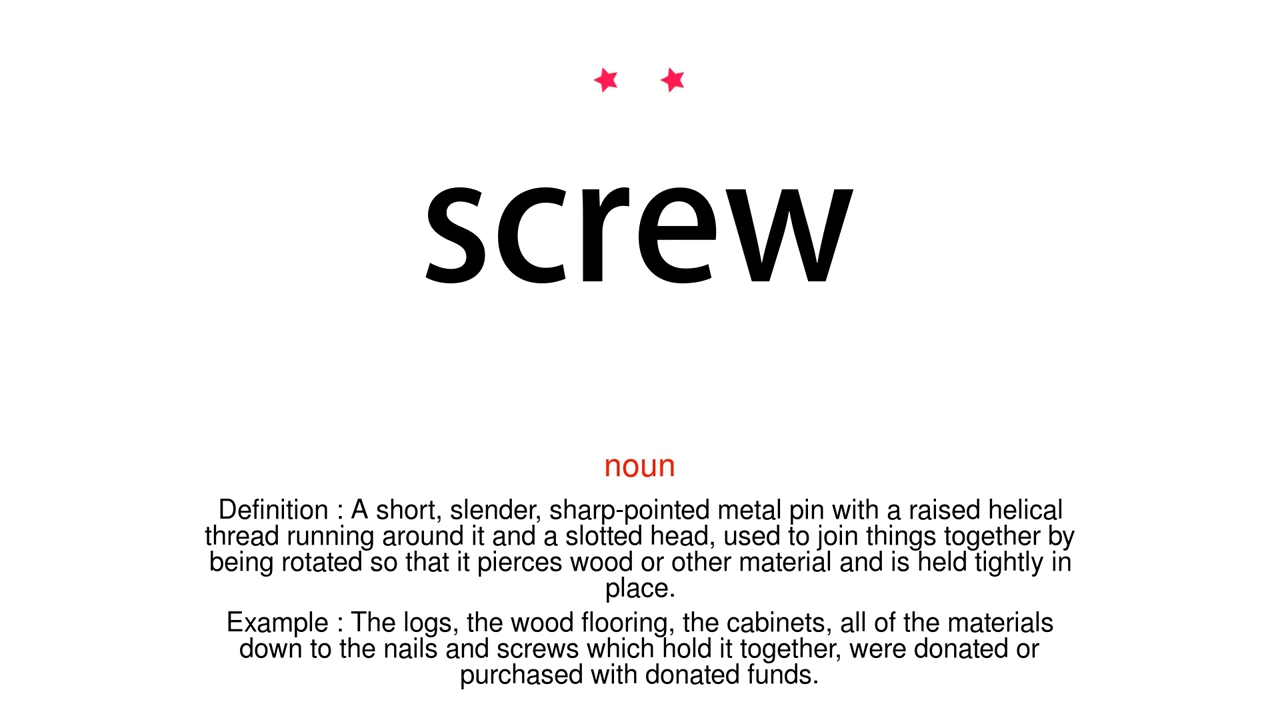 screw
noun
Definition : A short, slender, sharp-pointed metal pin with a raised helical
thread running around it and a slotted head, used to join things together by
being rotated so that it pierces wood or other material and is held tightly in
place.
Example : The logs, the wood flooring, the cabinets, all of the materials
down to the nails and screws which hold it together, were donated or
purchased with donated funds.